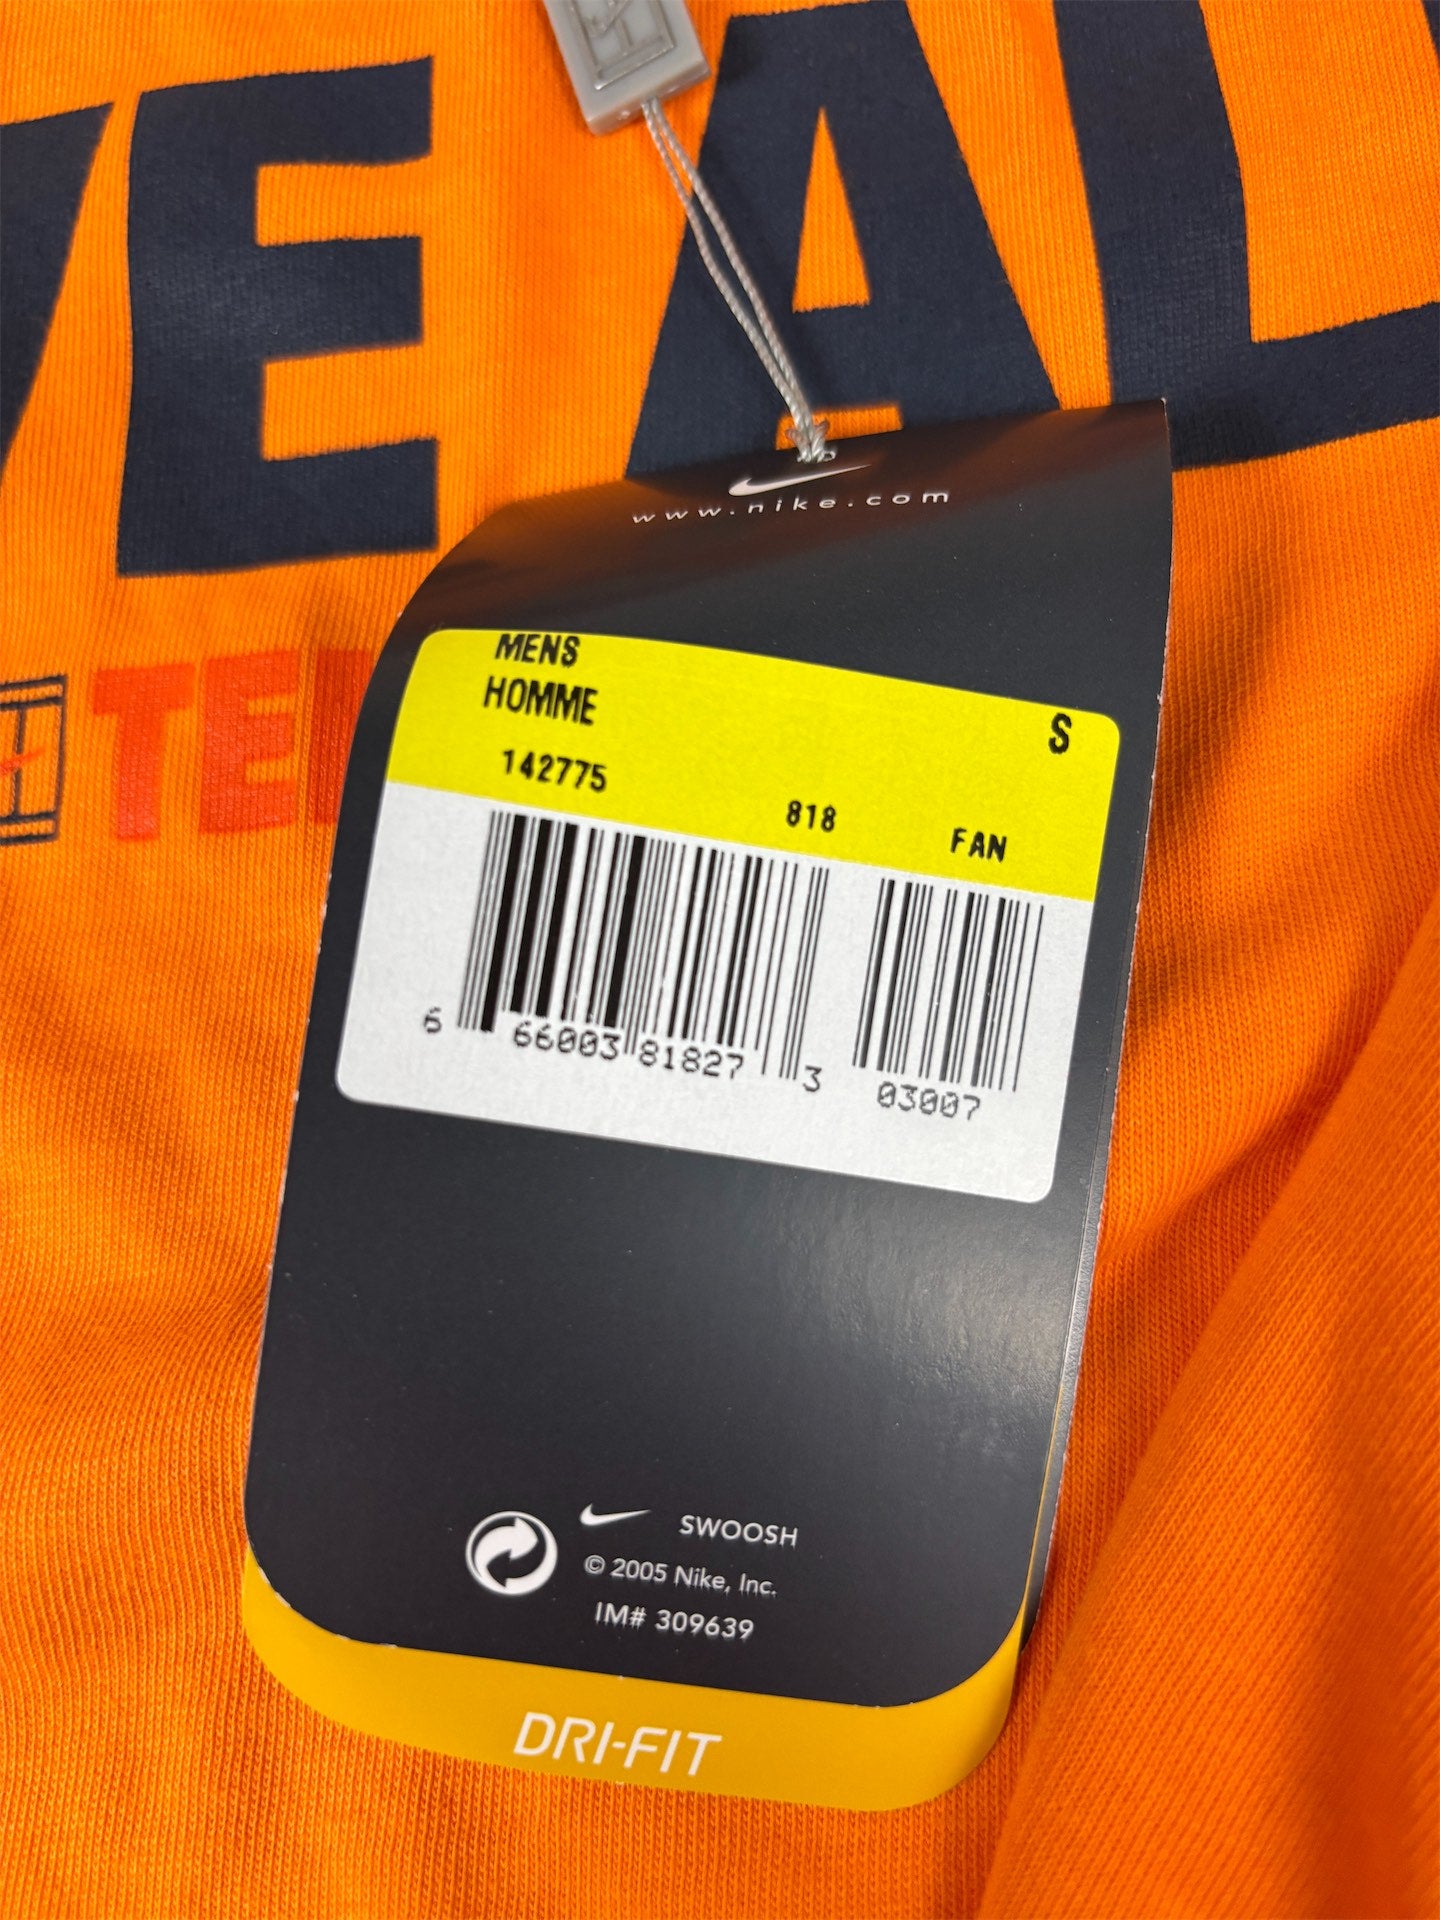 VE AL
TE
www.nike.com
MENS
HOMME
S
142775
818
FAN
6 66003 81827 3 03007
SWOOSH
© 2005 Nike, Inc.
IM# 309639
DRI-FIT